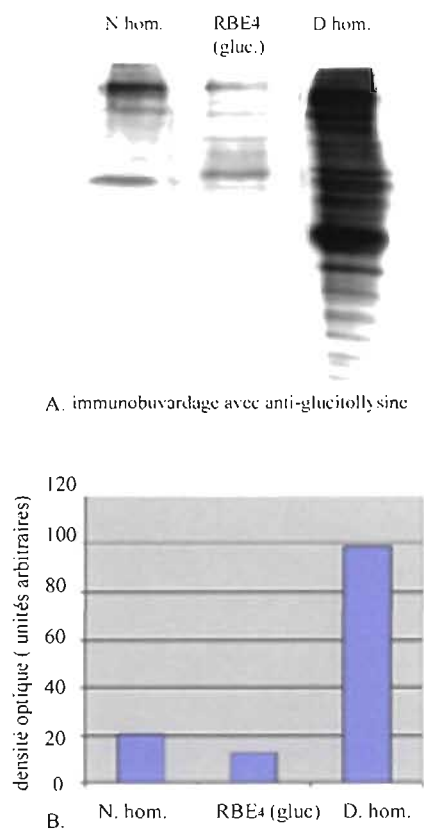 N hom. RBE4 D hom.
(gluc.)
A. immunobuvardage avec anti-glucitollysine
densité optique ( unités arbitraires)
120
100
80
60
40
20
0
N. hom. RBE4 (gluc) D. hom.
B.